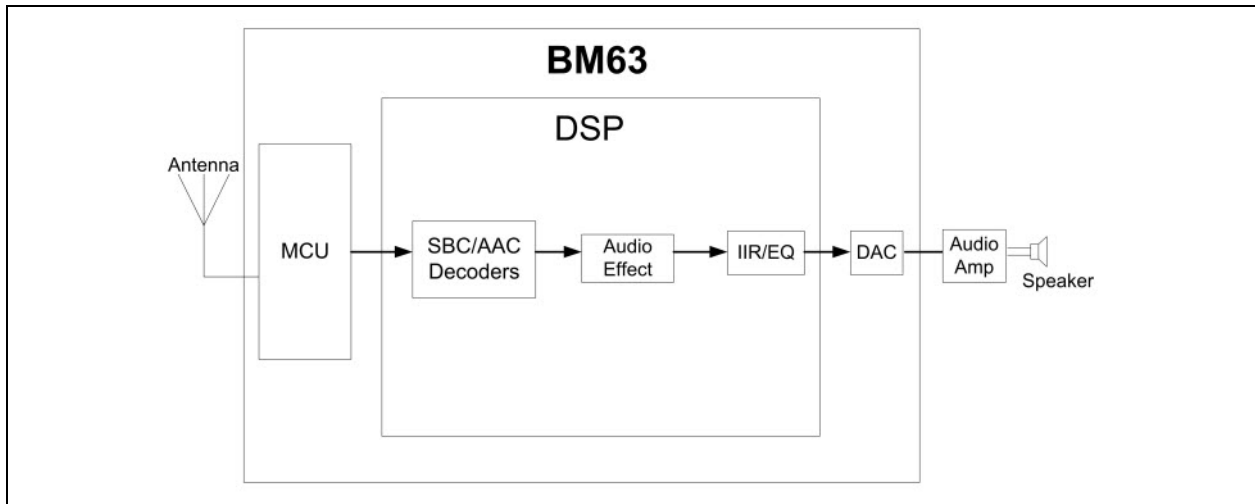 BM63
DSP
Antenna
MCU
SBC/AAC
Decoders
Audio
Effect
IIR/EQ
DAC
Audio
Amp
Speaker